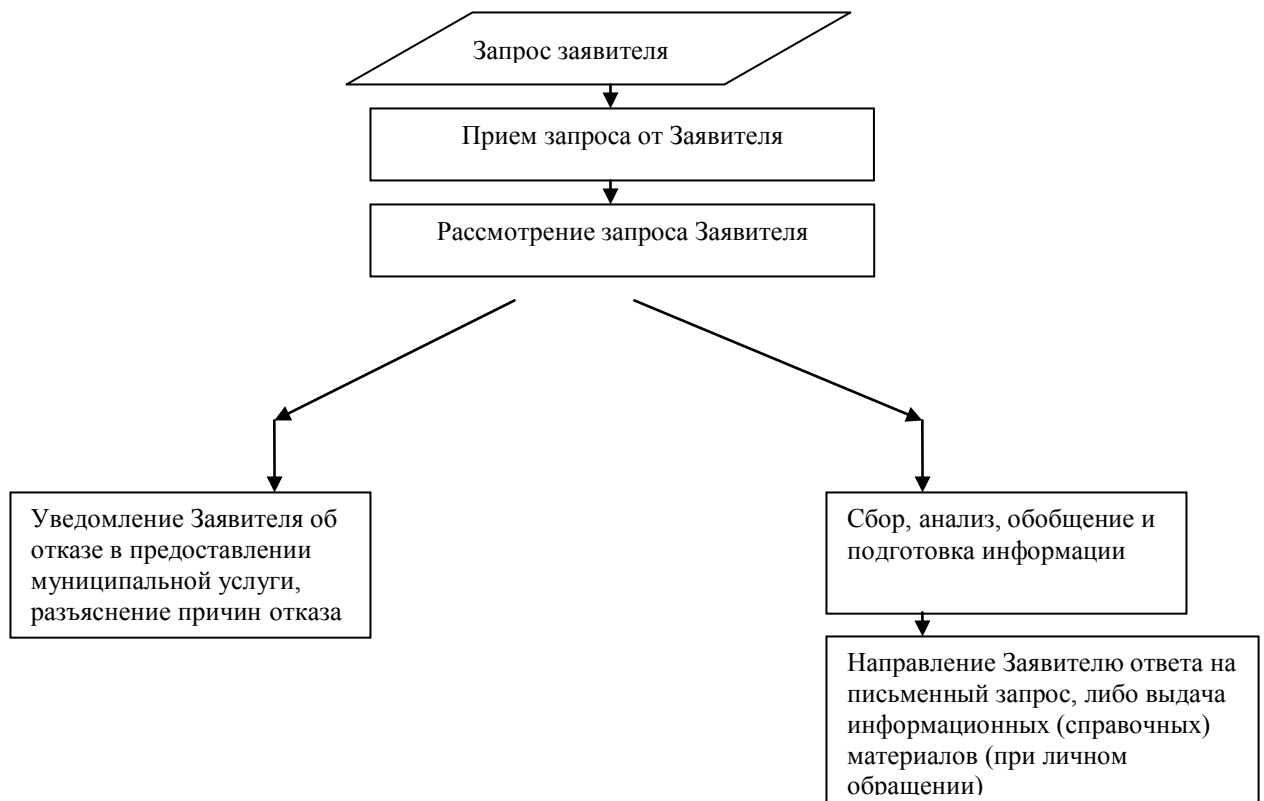 Запрос заявителя
Прием запроса от Заявителя
Рассмотрение запроса Заявителя
Уведомление Заявителя об
отказе в предоставлении
муниципальной услуги,
разъяснение причин отказа
Сбор, анализ, обобщение и
подготовка информации
Направление Заявителю ответа на
письменный запрос, либо выдача
информационных (справочных)
материалов (при личном
обращении)